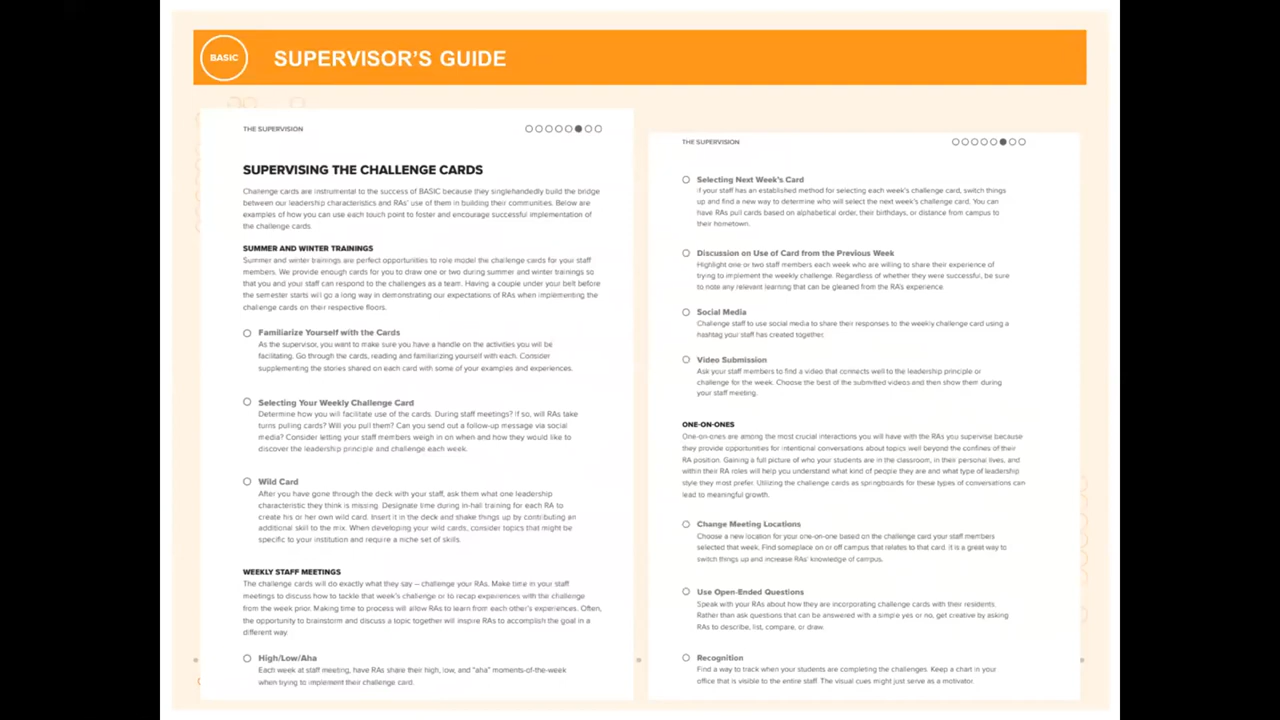 BASIC
SUPERVISOR'S GUIDE
THE SUPERVISION
SUPERVISING THE CHALLENGE CARDS
Challenge cards are instrumental to the success of BASIC because they singlehandedly build the bridge
between our leadership characteristics and RAs' use of them in building their communities. Below are
examples of how you can use each touch point to foster and encourage successful implementation of
the challenge cards.
SUMMER AND WINTER TRAININGS
Summer and winter trainings are perfect opportunities to role model the challenge cards for your staff
members. We provide enough cards for you to draw one or two during summer and winter trainings so
that you and your staff can respond to the challenges as a team. Having a couple under your belt before
the semester starts will go a long way in demonstrating our expectations of RAs when implementing the
challenge cards on their respective floors.
Familiarize Yourself with the Cards
As the supervisor, you want to make sure you have a handle on the activities you will be
facilitating. Go through the cards, reading and familiarizing yourself with each. Consider
supplementing the stories shared on each card with some of your examples and experiences.
Selecting Your Weekly Challenge Card
Determine how you will facilitate use of the cards. During staff meetings? If so, will RAs take
turns pulling cards? Will you pull them? Can you send out a follow-up message via social
media? Consider letting your staff members weigh in on when and how they would like to
discover the leadership principle and challenge each week.
Wild Card
After you have gone through the deck with your staff, ask them what one leadership
characteristic they think is missing. Designate time during in-hall training for each RA to
create his or her own wild card. Insert it in the deck and shake things up by contributing an
additional skill to the mix. When developing your wild cards, consider topics that might be
specific to your institution and require a niche set of skills.
WEEKLY STAFF MEETINGS
The challenge cards will do exactly what they say – challenge your RAs. Make time in your staff
meetings to discuss how to tackle that week's challenge or to recap experiences with the challenge
from the week prior. Making time to process will allow RAs to learn from each other's experiences. Often,
the opportunity to brainstorm and discuss a topic together will inspire RAs to accomplish the goal in a
different way.
High/Low/Aha
Each week at staff meeting, have RAs share their high, low, and "aha" moments-of-the-week
when trying to implement their challenge card.
THE SUPERVISION
Selecting Next Week's Card
If your staff has an established method for selecting each week's challenge card, switch things
up and find a new way to determine who will select the next week's challenge card. You can
have RAs pull cards based on alphabetical order, their birthdays, or distance from campus to
their hometown.
Discussion on Use of Card from the Previous Week
Highlight one or two staff members each week who are willing to share their experience of
trying to implement the weekly challenge. Regardless of whether they were successful, be sure
to note any relevant learning that can be gleaned from the RA's experience.
Social Media
Challenge staff to use social media to share their responses to the weekly challenge card using a
hashtag your staff has created together.
Video Submission
Ask your staff members to find a video that connects well to the leadership principle or
challenge for the week. Choose the best of the submitted videos and then show them during
your staff meeting.
ONE-ON-ONES
One-on-ones are among the most crucial interactions you will have with the RAs you supervise because
they provide opportunities for intentional conversations about topics well beyond the confines of their
RA position. Gaining a full picture of who your students are in the classroom, in their personal lives, and
within their RA roles will help you understand what kind of people they are and what type of leadership
style they most prefer. Utilizing the challenge cards as springboards for these types of conversations can
lead to meaningful growth.
Change Meeting Locations
Choose a new location for your one-on-one based on the challenge card your staff members
selected that week. Find someplace on or off campus that relates to that card. It is a great way to
switch things up and increase RAs' knowledge of campus.
Use Open-Ended Questions
Speak with your RAs about how they are incorporating challenge cards with their residents.
Rather than ask questions that can be answered with a simple yes or no, get creative by asking
RAs to describe, list, compare, or draw.
Recognition
Find a way to track when your students are completing the challenges. Keep a chart in your
office that is visible to the entire staff. The visual cues might just serve as a motivator.